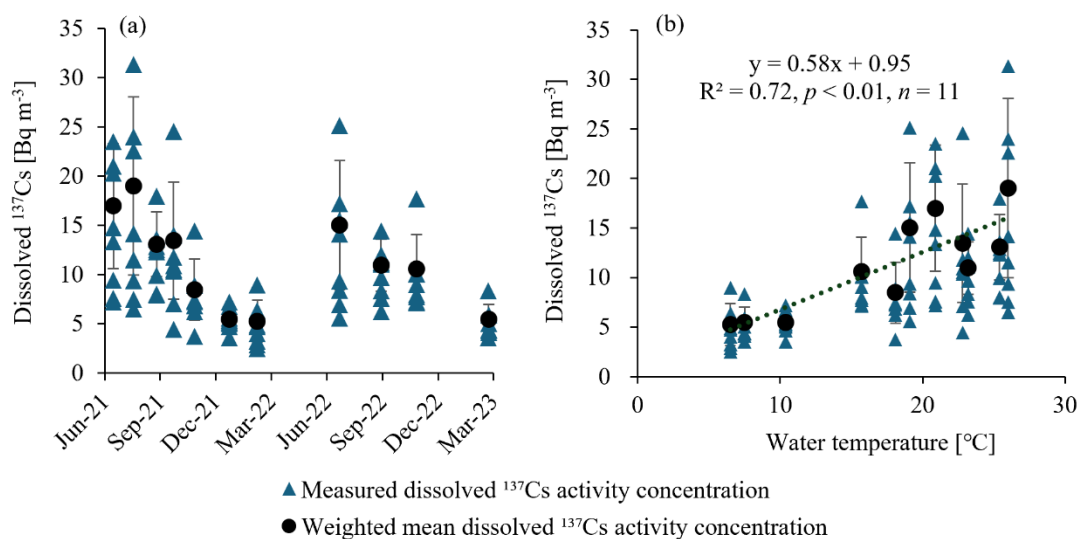 (a)
Dissolved ¹³⁷Cs [Bq m⁻³]
35
30
25
20
15
10
5
0
Jun-21
Sep-21
Dec-21
Mar-22
Jun-22
Sep-22
Dec-22
Mar-23
(b)
y = 0.58x + 0.95
R² = 0.72, p < 0.01, n = 11
Dissolved ¹³⁷Cs [Bq m⁻³]
35
30
25
20
15
10
5
0
0
10
20
30
Water temperature [°C]
Measured dissolved ¹³⁷Cs activity concentration
Weighted mean dissolved ¹³⁷Cs activity concentration